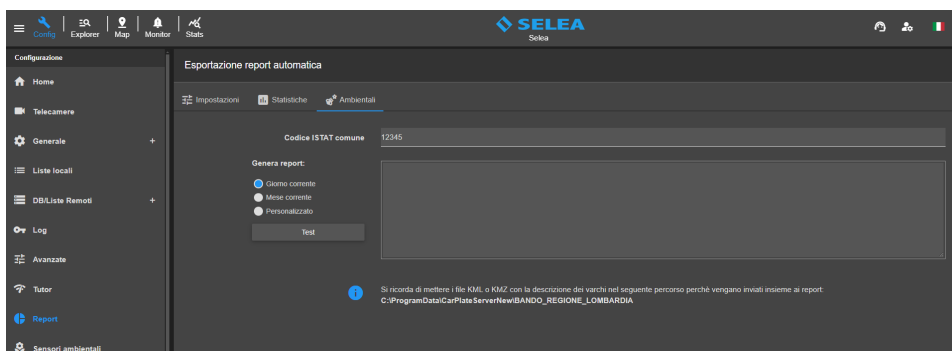 Config
Explorer
Map
Monitor
Stats
SELEA
Selea
Configurazione
Home
Telecamere
Generale +
Liste locali
DB/Liste Remoti +
Log
Avanzate
Tutor
Report
Sensori ambientali
Esportazione report automatica
Impostazioni
Statistiche
Ambientali
Codice ISTAT comune 12345
Genera report:
Giorno corrente
Mese corrente
Personalizzato
Test
Si ricorda di mettere i file KML o KMZ con la descrizione dei varchi nel seguente percorso perchè vengano inviati insieme ai report:
C:\ProgramData\CarPlateServerNew\BANDO_REGIONE_LOMBARDIA